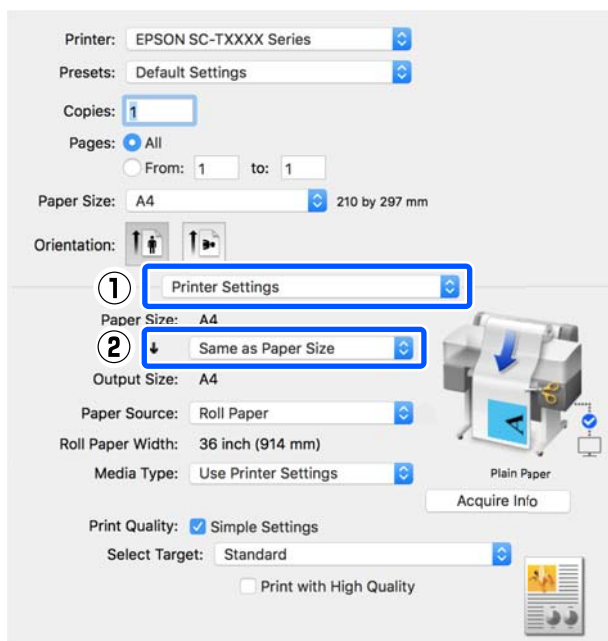 Printer: EPSON SC-TXXXX Series
Presets: Default Settings
Copies: 1
Pages: All
From: 1 to: 1
Paper Size: A4 210 by 297 mm
Orientation:
① Printer Settings
Paper Size: A4
② Same as Paper Size
Output Size: A4
Paper Source: Roll Paper
Roll Paper Width: 36 inch (914 mm)
Media Type: Use Printer Settings
Plain Paper
Acquire Info
Print Quality: Simple Settings
Select Target: Standard
Print with High Quality